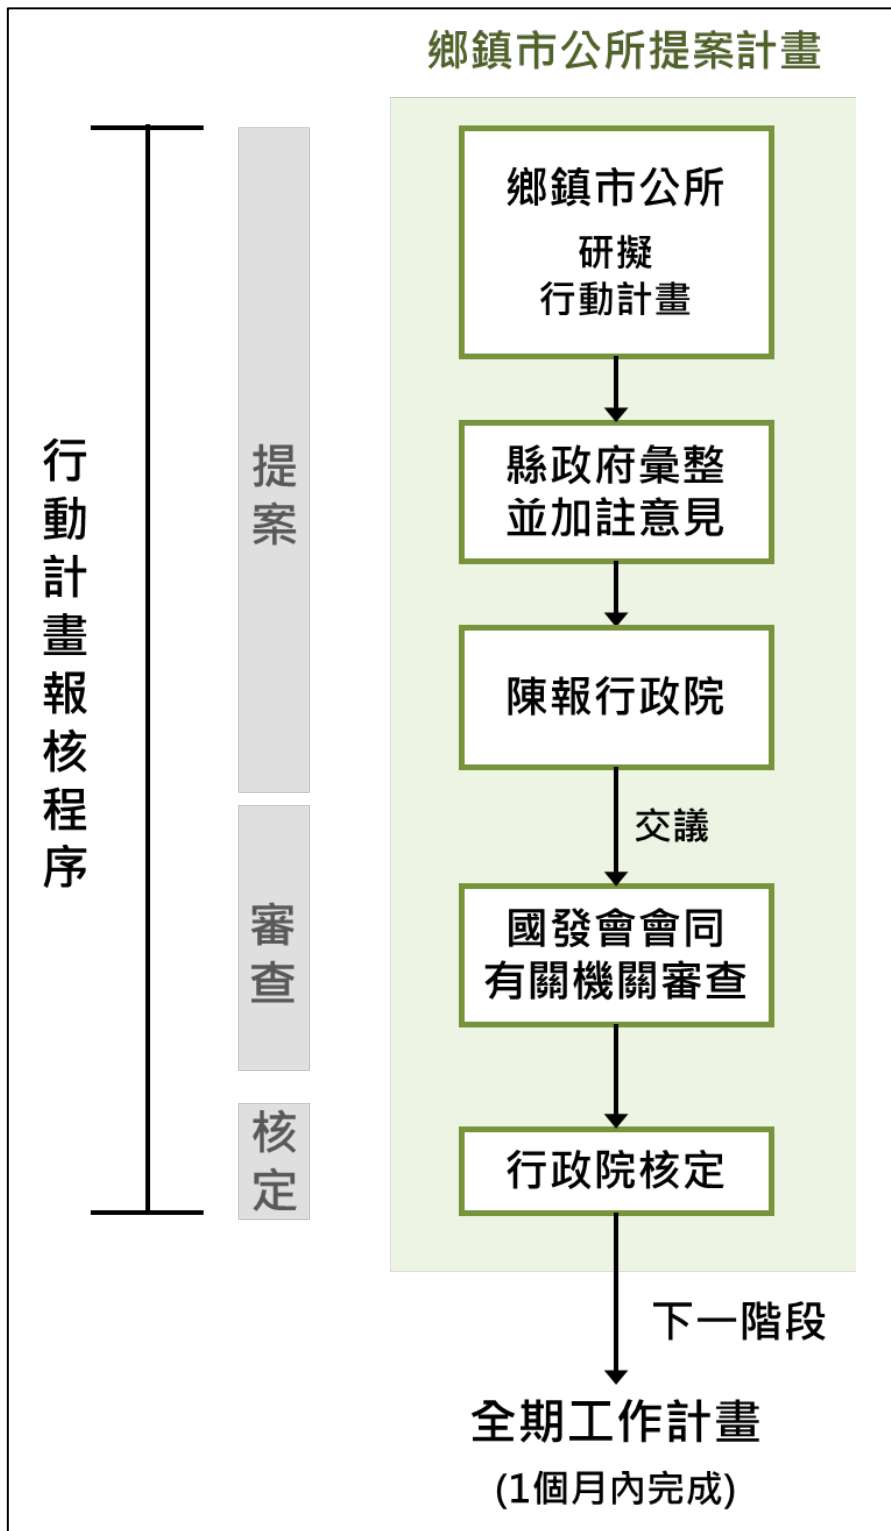 鄉鎮市公所提案計畫
行動計畫報核程序
提案
鄉鎮市公所
研擬
行動計畫
縣政府彙整
並加註意見
陳報行政院
交議
審查
國發會會同
有關機關審查
核定
行政院核定
下一階段
全期工作計畫
(1個月內完成)